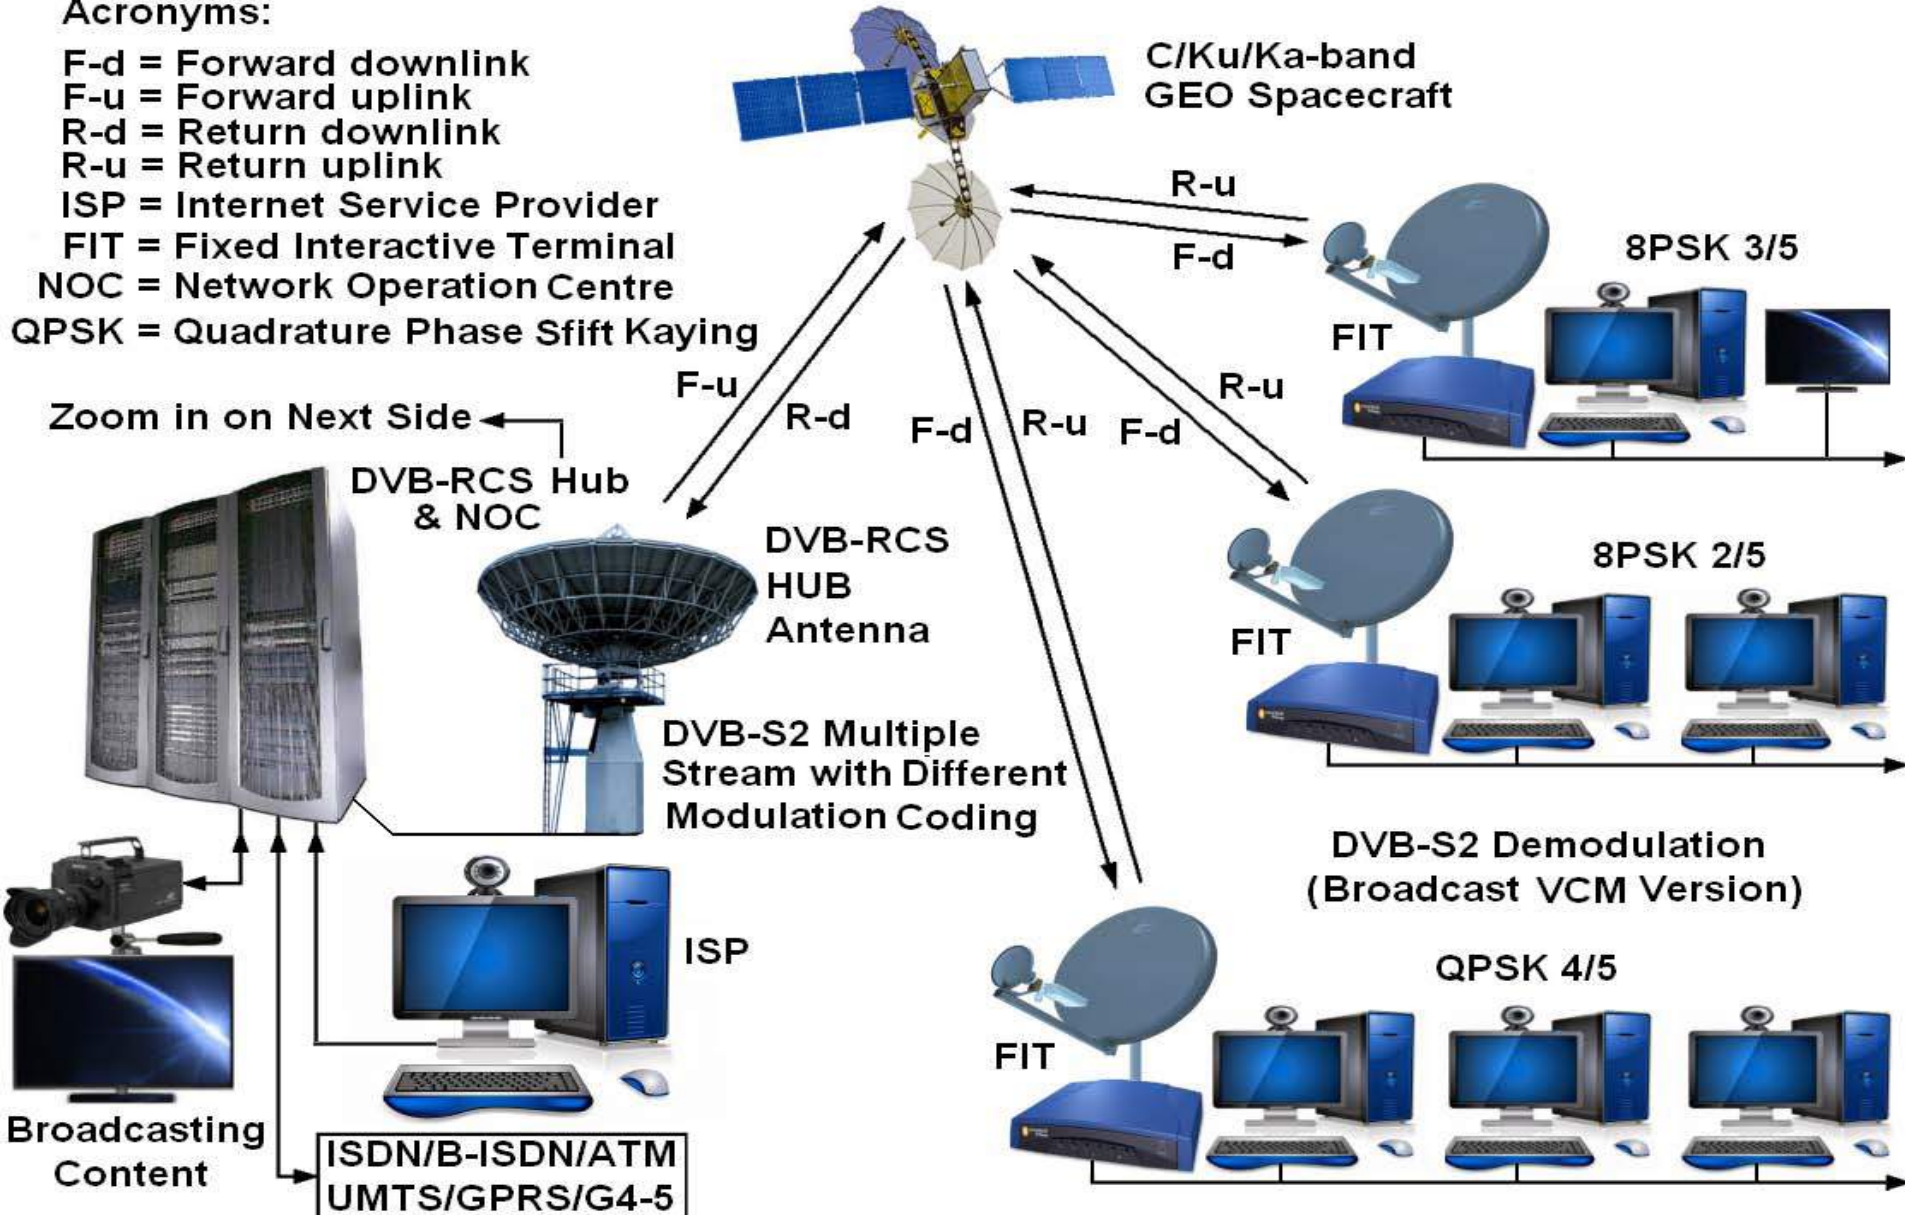 Acronyms:
F-d = Forward downlink
F-u = Forward uplink
R-d = Return downlink
R-u = Return uplink
ISP = Internet Service Provider
FIT = Fixed Interactive Terminal
NOC = Network Operation Centre
QPSK = Quadrature Phase Sfift Kaying
C/Ku/Ka-band
GEO Spacecraft
R-u
F-d
8PSK 3/5
FIT
F-u
R-d
F-d
R-u
F-d
R-u
Zoom in on Next Side
DVB-RCS Hub
& NOC
DVB-RCS
HUB
Antenna
8PSK 2/5
FIT
DVB-S2 Multiple
Stream with Different
Modulation Coding
DVB-S2 Demodulation
(Broadcast VCM Version)
ISP
QPSK 4/5
FIT
Broadcasting
Content
ISDN/B-ISDN/ATM
UMTS/GPRS/G4-5